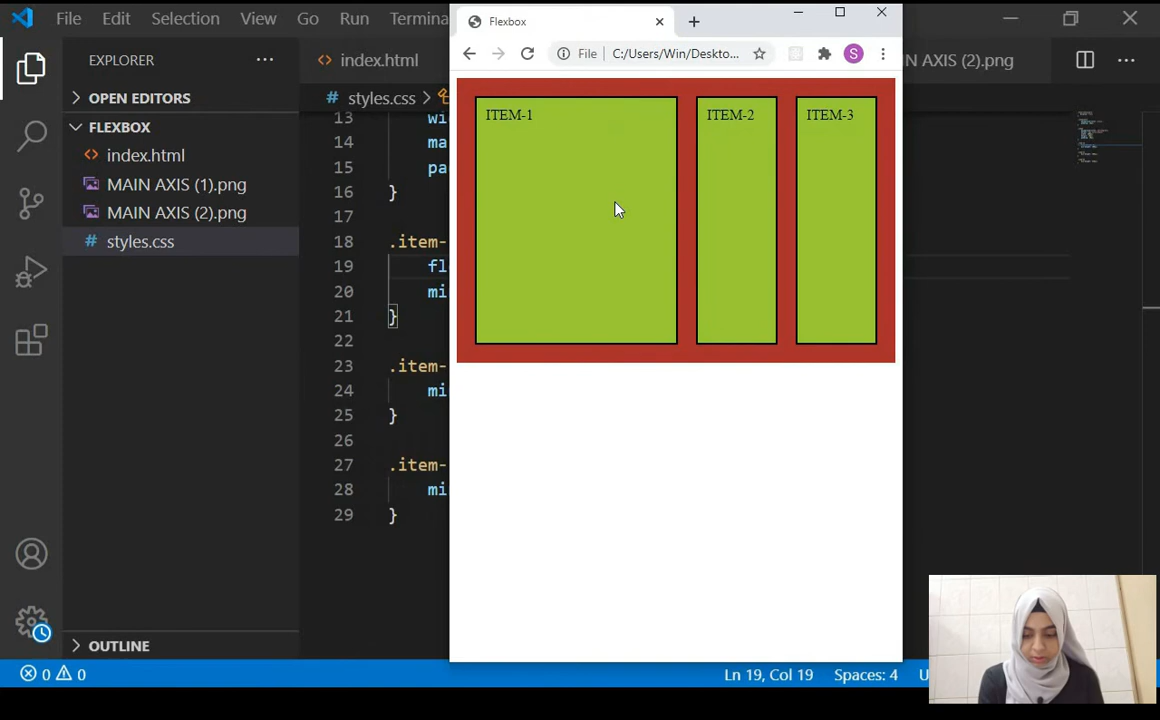 File Edit Selection View Go Run Termina
Flexbox
File C:/Users/Win/Deskto...
EXPLORER
index.html
N AXIS (2).png
OPEN EDITORS
# styles.css >
FLEXBOX
index.html
MAIN AXIS (1).png
MAIN AXIS (2).png
# styles.css
13 wi
14 ma
15 pa
16 }
17
18 .item-
19 fl
20 mi
21 }
22
23 .item-
24 mi
25 }
26
27 .item-
28 mi
29 }
ITEM-1
ITEM-2
ITEM-3
S
OUTLINE
0 0
Ln 19, Col 19 Spaces: 4 U